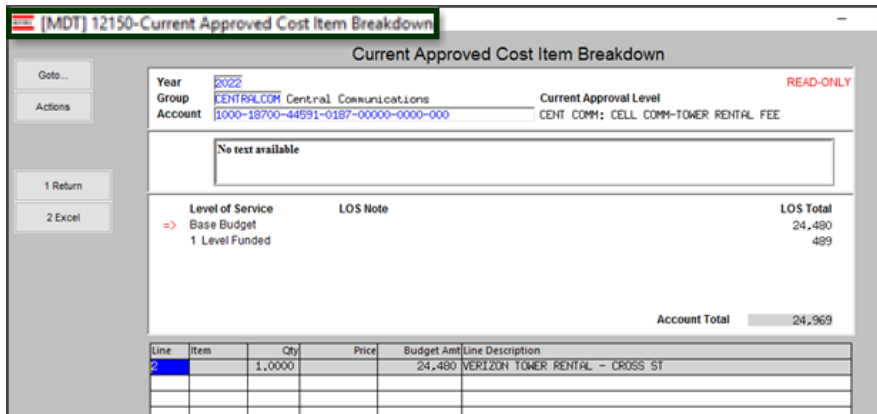 [MDT] 12150-Current Approved Cost Item Breakdown
Current Approved Cost Item Breakdown
Goto...
Actions
1 Return
2 Excel
Year 2022 READ-ONLY
Group CENTRALCOM Central Communications Current Approval Level
Account 1000-18700-44591-0187-00000-0000-000 CENT COMM: CELL COMM-TOWER RENTAL FEE
No text available
Level of Service LOS Note LOS Total
=> Base Budget 24,480
1 Level Funded 489
Account Total 24,969
Line Item Qty Price Budget Amt Line Description
2 1.0000 24,480 VERIZON TOWER RENTAL - CROSS ST